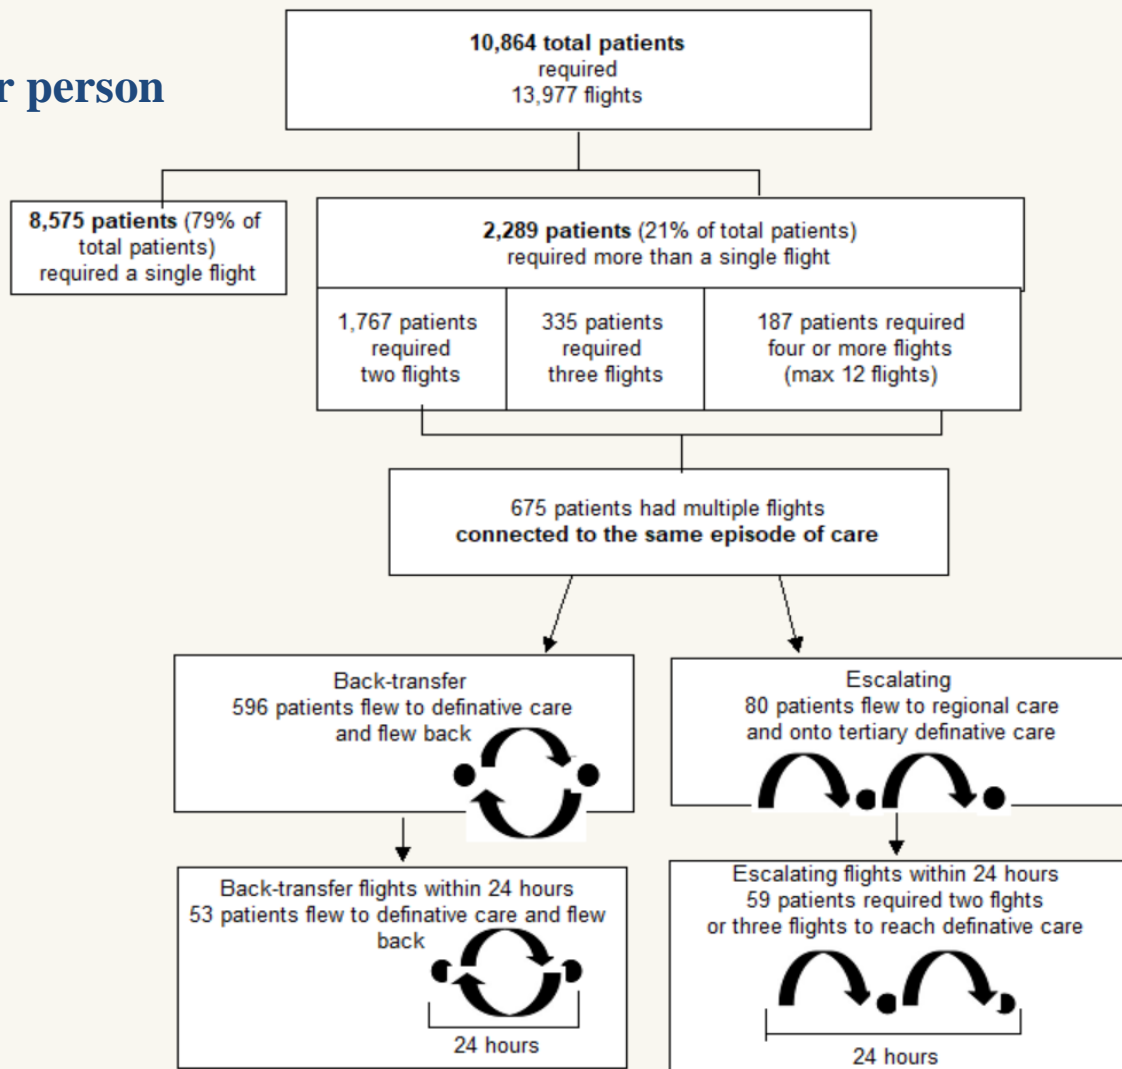 r person
10,864 total patients
required
13,977 flights
8,575 patients (79% of
total patients)
required a single flight
2,289 patients (21% of total patients)
required more than a single flight
1,767 patients
required
two flights
335 patients
required
three flights
187 patients required
four or more flights
(max 12 flights)
675 patients had multiple flights
connected to the same episode of care
Back-transfer
596 patients flew to definative care
and flew back
Escalating
80 patients flew to regional care
and onto tertiary definative care
Back-transfer flights within 24 hours
53 patients flew to definative care and flew
back
24 hours
Escalating flights within 24 hours
59 patients required two flghts
or three flights to reach definative care
24 hours